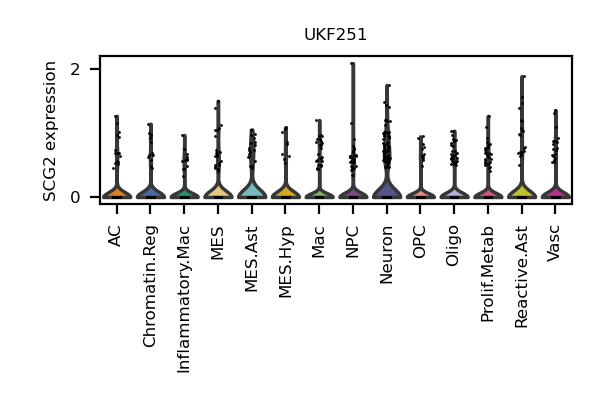 UKF251
SCG2 expression
2
0
AC
Chromatin.Reg
Inflammatory.Mac
MES
MES.Ast
MES.Hyp
Mac
NPC
Neuron
OPC
Oligo
Prolif.Metab
Reactive.Ast
Vasc